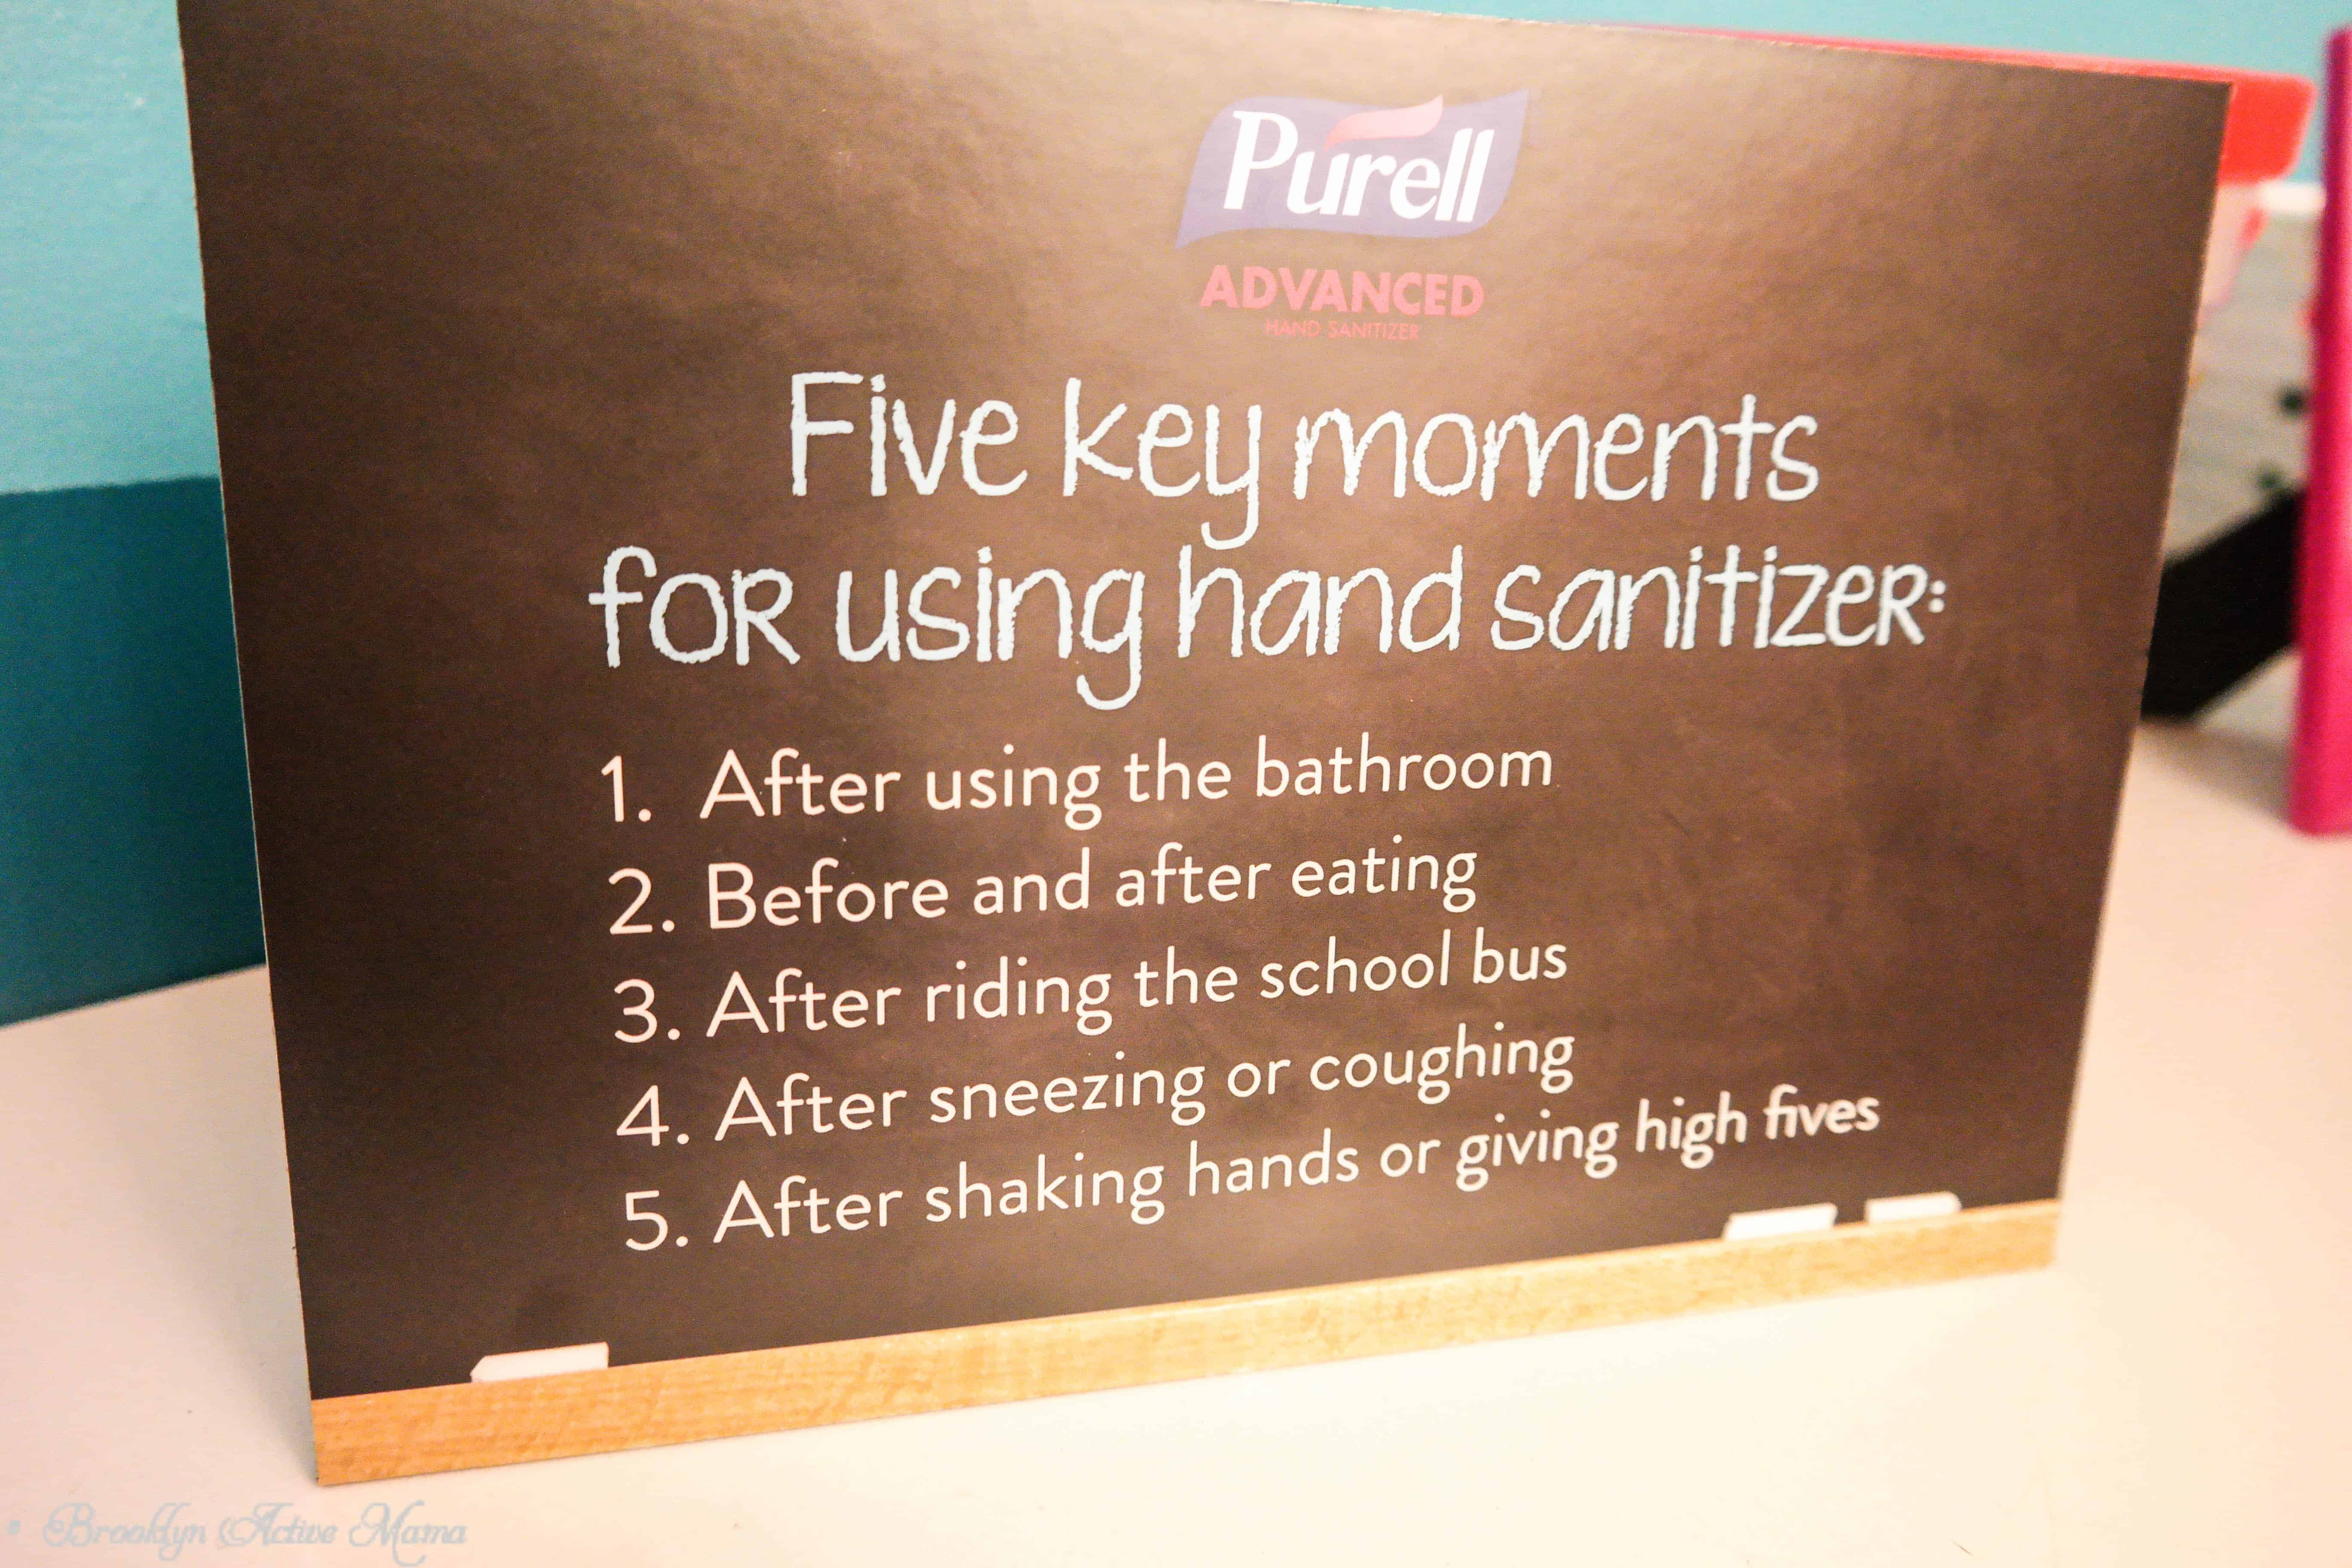 Purell
ADVANCED
HAND SANITIZER
Five key moments
for using hand sanitizer:
1. After using the bathroom
2. Before and after eating
3. After riding the school bus
4. After sneezing or coughing
5. After shaking hands or giving high fives
Brooklyn Active Mama